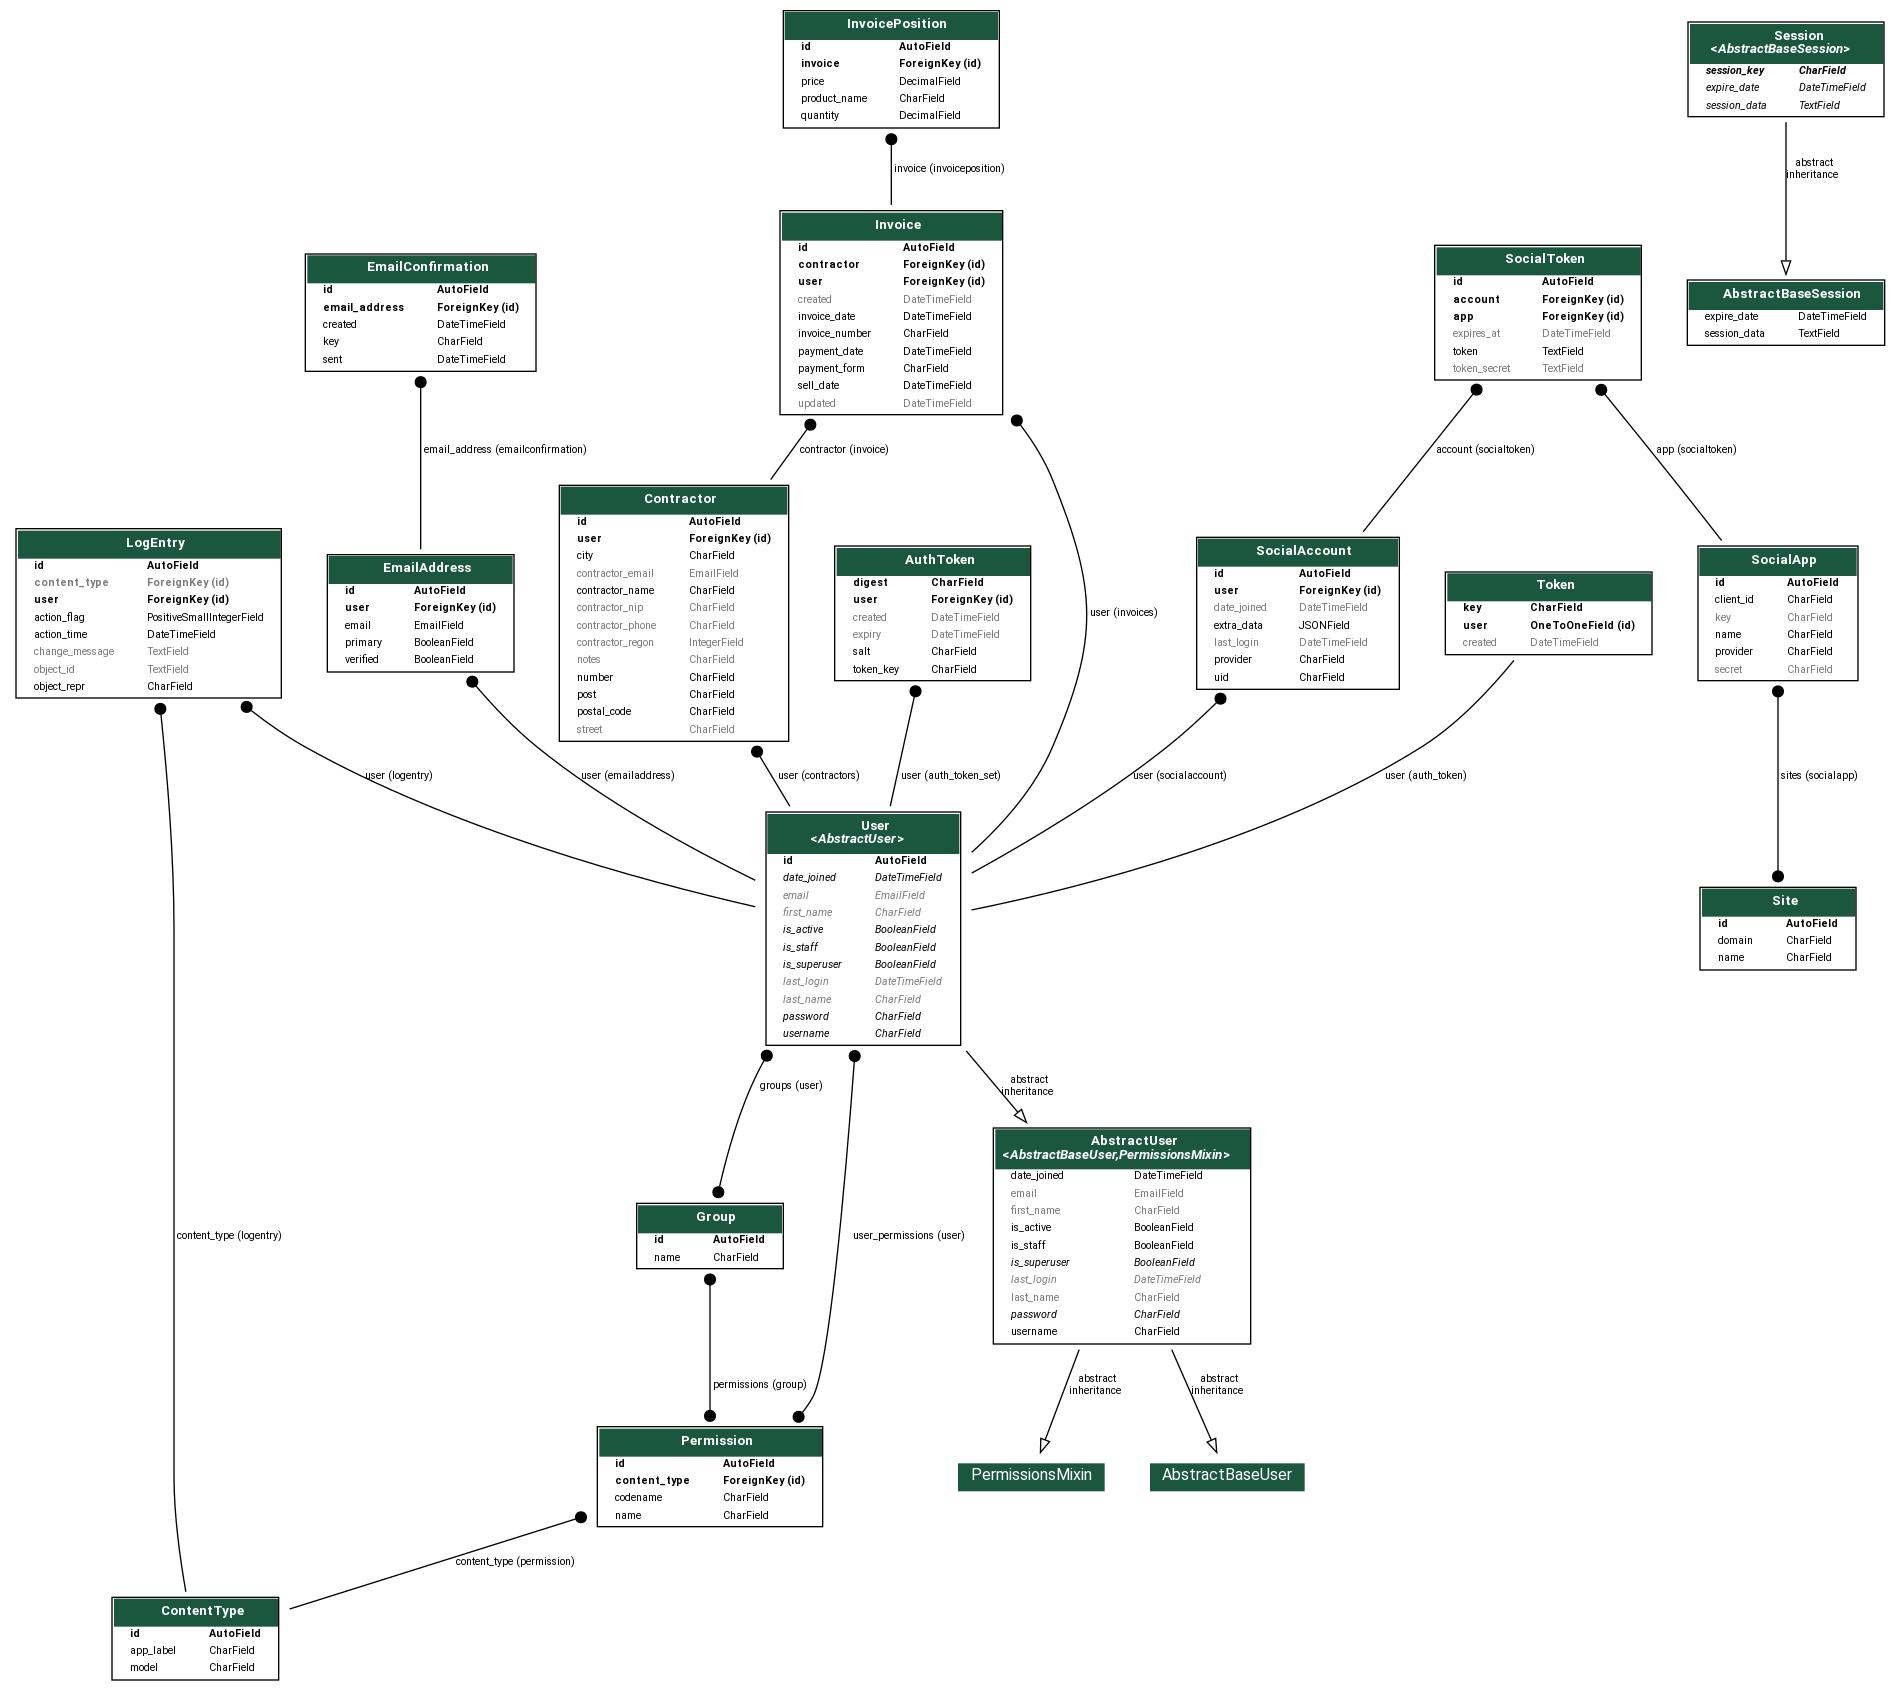 InvoicePosition
id AutoField
invoice ForeignKey (id)
price DecimalField
product_name CharField
quantity DecimalField
Session
<AbstractBaseSession>
session_key CharField
expire_date DateTimeField
session_data TextField
invoice (invoiceposition)
abstract
inheritance
Invoice
id AutoField
contractor ForeignKey (id)
user ForeignKey (id)
created DateTimeField
invoice_date DateTimeField
invoice_number CharField
payment_date DateTimeField
payment_form CharField
sell_date DateTimeField
updated DateTimeField
EmailConfirmation
id AutoField
email_address ForeignKey (id)
created DateTimeField
key CharField
sent DateTimeField
SocialToken
id AutoField
account ForeignKey (id)
app ForeignKey (id)
expires_at DateTimeField
token TextField
token_secret TextField
AbstractBaseSession
expire_date DateTimeField
session_data TextField
email_address (emailconfirmation)
contractor (invoice)
account (socialtoken)
app (socialtoken)
LogEntry
id AutoField
content_type ForeignKey (id)
user ForeignKey (id)
action_flag PositiveSmallIntegerField
action_time DateTimeField
change_message TextField
object_id TextField
object_repr CharField
EmailAddress
id AutoField
user ForeignKey (id)
email EmailField
primary BooleanField
verified BooleanField
Contractor
id AutoField
user ForeignKey (id)
city CharField
contractor_email EmailField
contractor_name CharField
contractor_nip CharField
contractor_phone CharField
contractor_regon IntegerField
notes CharField
number CharField
post CharField
postal_code CharField
street CharField
AuthToken
digest CharField
user ForeignKey (id)
created DateTimeField
expiry DateTimeField
salt CharField
token_key CharField
user (invoices)
SocialAccount
id AutoField
user ForeignKey (id)
date_joined DateTimeField
extra_data JSONField
last_login DateTimeField
provider CharField
uid CharField
Token
key CharField
user OneToOneField (id)
created DateTimeField
SocialApp
id AutoField
client_id CharField
key CharField
name CharField
provider CharField
secret CharField
user (logentry)
user (emailaddress)
user (contractors)
user (auth_token_set)
user (socialaccount)
user (auth_token)
sites (socialapp)
User
<AbstractUser>
id AutoField
date_joined DateTimeField
email EmailField
first_name CharField
is_active BooleanField
is_staff BooleanField
is_superuser BooleanField
last_login DateTimeField
last_name CharField
password CharField
username CharField
Site
id AutoField
domain CharField
name CharField
groups (user)
abstract
inheritance
AbstractUser
<AbstractBaseUser,PermissionsMixin>
date_joined DateTimeField
email EmailField
first_name CharField
is_active BooleanField
is_staff BooleanField
is_superuser BooleanField
last_login DateTimeField
last_name CharField
password CharField
username CharField
Group
id AutoField
name CharField
content_type (logentry)
user_permissions (user)
permissions (group)
abstract
inheritance
abstract
inheritance
Permission
id AutoField
content_type ForeignKey (id)
codename CharField
name CharField
PermissionsMixin
AbstractBaseUser
content_type (permission)
ContentType
id AutoField
app_label CharField
model CharField